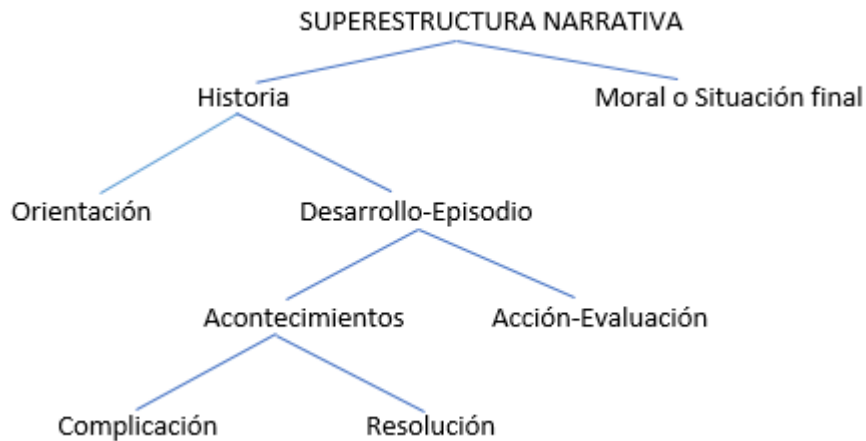 SUPERESTRUCTURA NARRATIVA
Historia
Moral o Situación final
Orientación
Desarrollo-Episodio
Acontecimientos
Acción-Evaluación
Complicación
Resolución